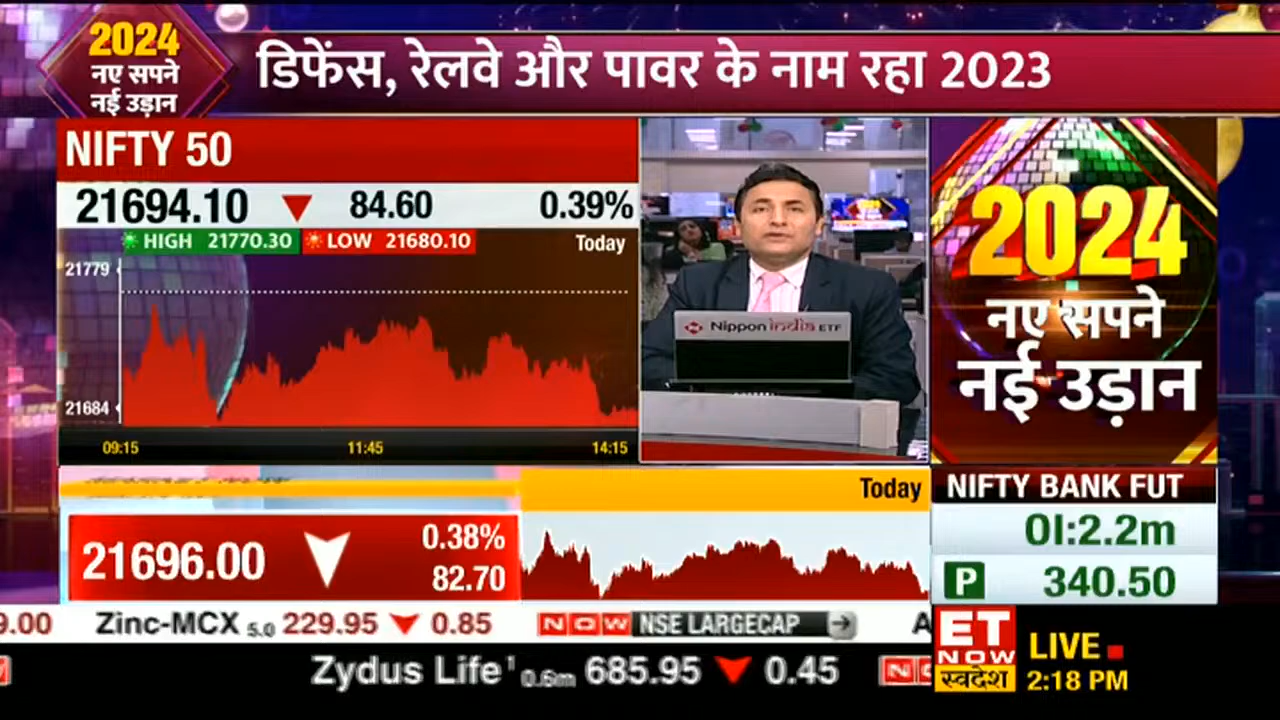 2024
नए सपने
नई उड़ान
डिफेंस, रेलवे और पावर के नाम रहा 2023
NIFTY 50
21694.10 84.60 0.39%
HIGH 21770.30 LOW 21680.10 Today
21779
21684
09:15 11:45 14:15
Nippon india ETF
2024
नए सपने
नई उड़ान
Today
21696.00 0.38%
82.70
NIFTY BANK FUT
OI:2.2m
P 340.50
9.00 Zinc-MCX 5.0 229.95 0.85 NOW NSE LARGECAP A
Zydus Life 0.6m 685.95 0.45
ET
NOW
स्वदेश
LIVE
2:18 PM